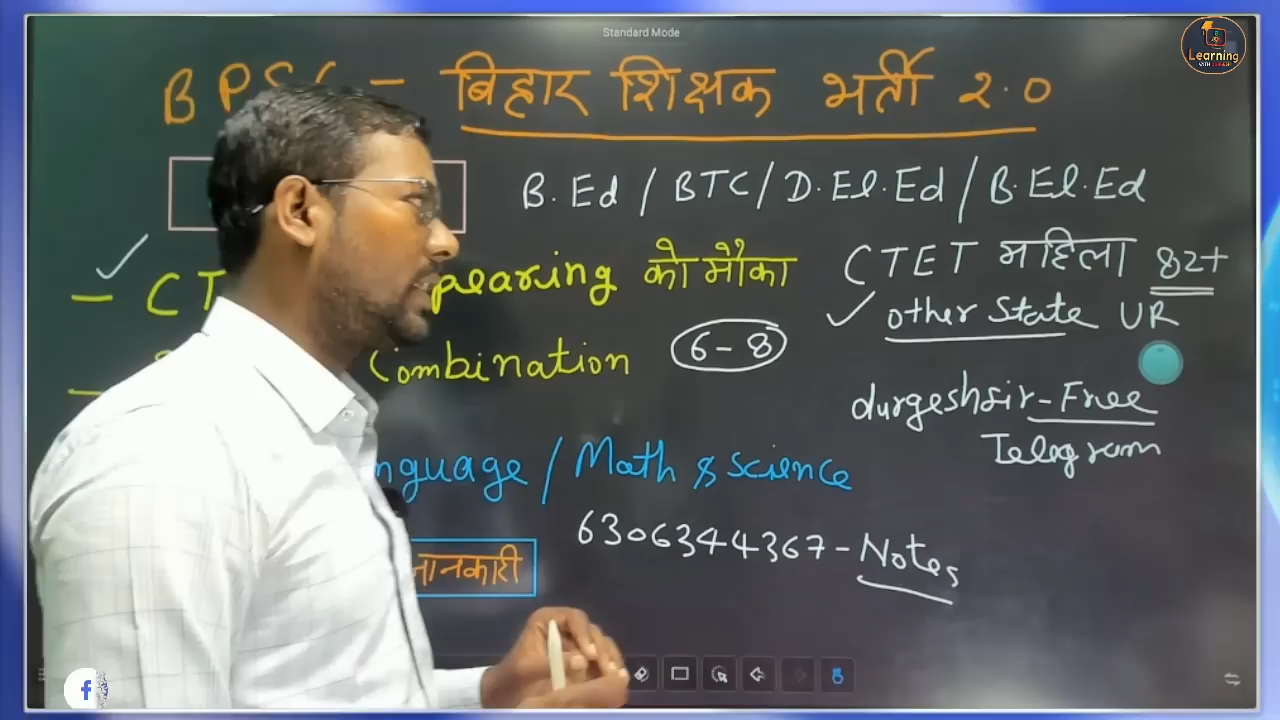 Standard Mode
Learning
BPSC - बिहार शिक्षक भर्ती 2.0
B.Ed / BTC / D.El.Ed / B.El.Ed
CTET महिला 82+
pearing को मौका
other State UR
Combination 6-8
durgeshsir-Free
Telegram
nguage / Math & science
6306344367-Notes
जानकारी
f